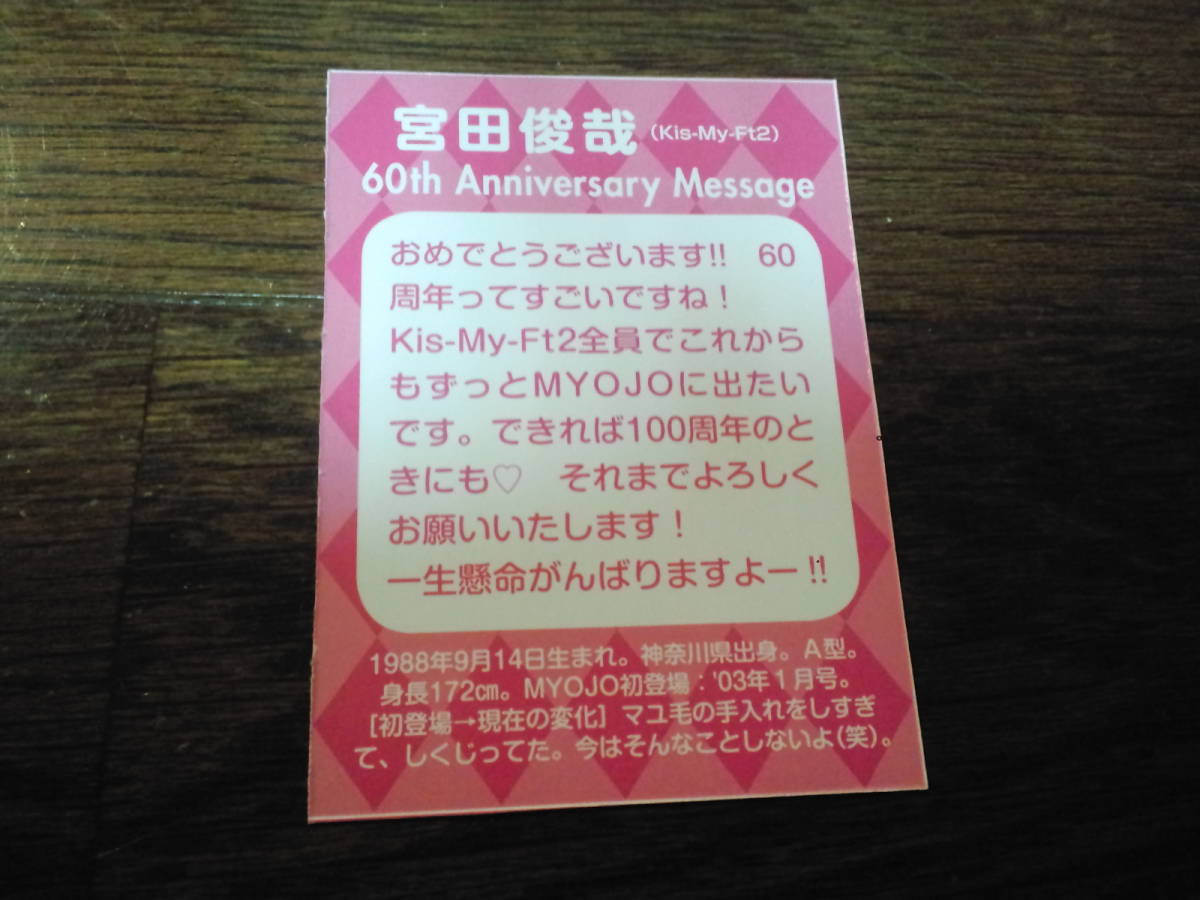 宮田俊哉(Kis-My-Ft2)
60th Anniversary Message
おめでとうございます!!　60
周年ってすごいですね！
Kis-My-Ft2全員でこれから
もずっとMYOJOに出たい
です。できれば100周年のと
きにも♡　それまでよろしく
お願いいたします！
一生懸命がんばりますよー!!
1988年9月14日生まれ。神奈川県出身。A型。
身長172㎝。MYOJO初登場：'03年1月号。
[初登場→現在の変化] マユ毛の手入れをしすぎ
て、しくじってた。今はそんなことしないよ(笑)。